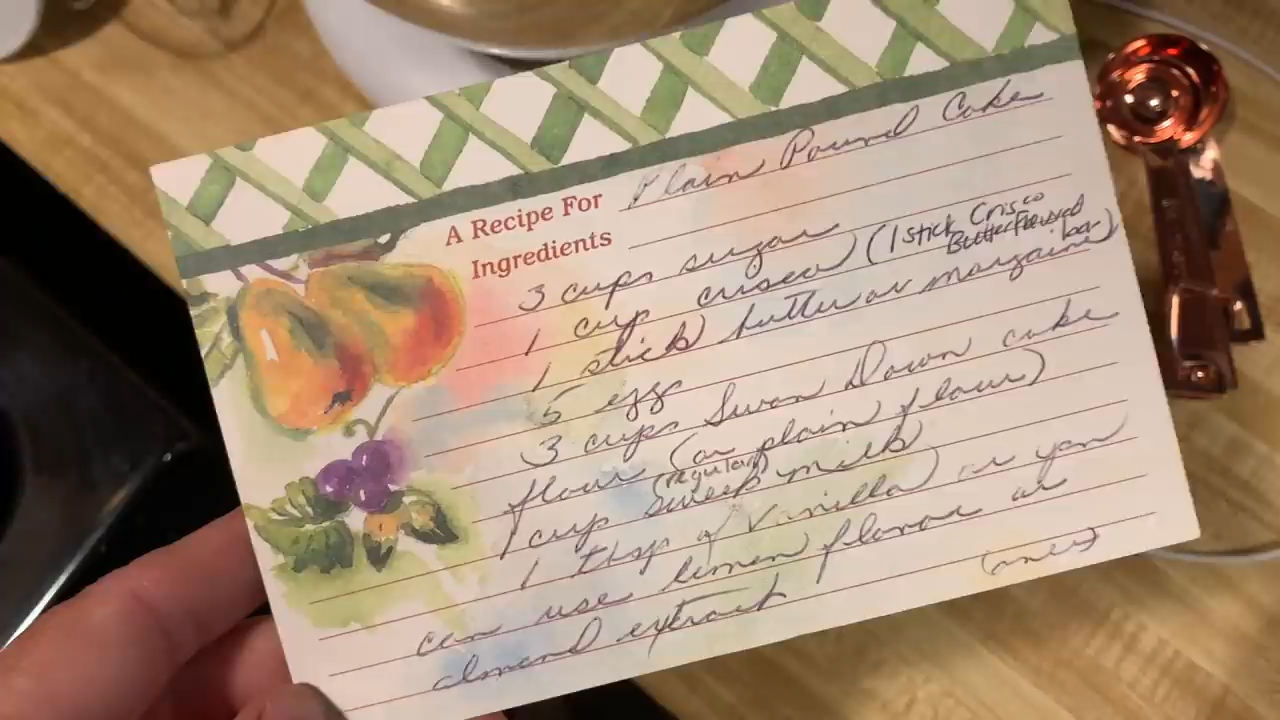 A Recipe For Plain Pound Cake
Ingredients
3 cups sugar
1 cup crisco (1 stick Crisco Butter Flavored bar)
1 stick butter or margarine
5 eggs
3 cups Swan Down cake
flour (or plain flour)
1 cup sweet milk (regular)
1 tbsp of Vanilla or you
can use lemon flavor or
almond extract
(over)